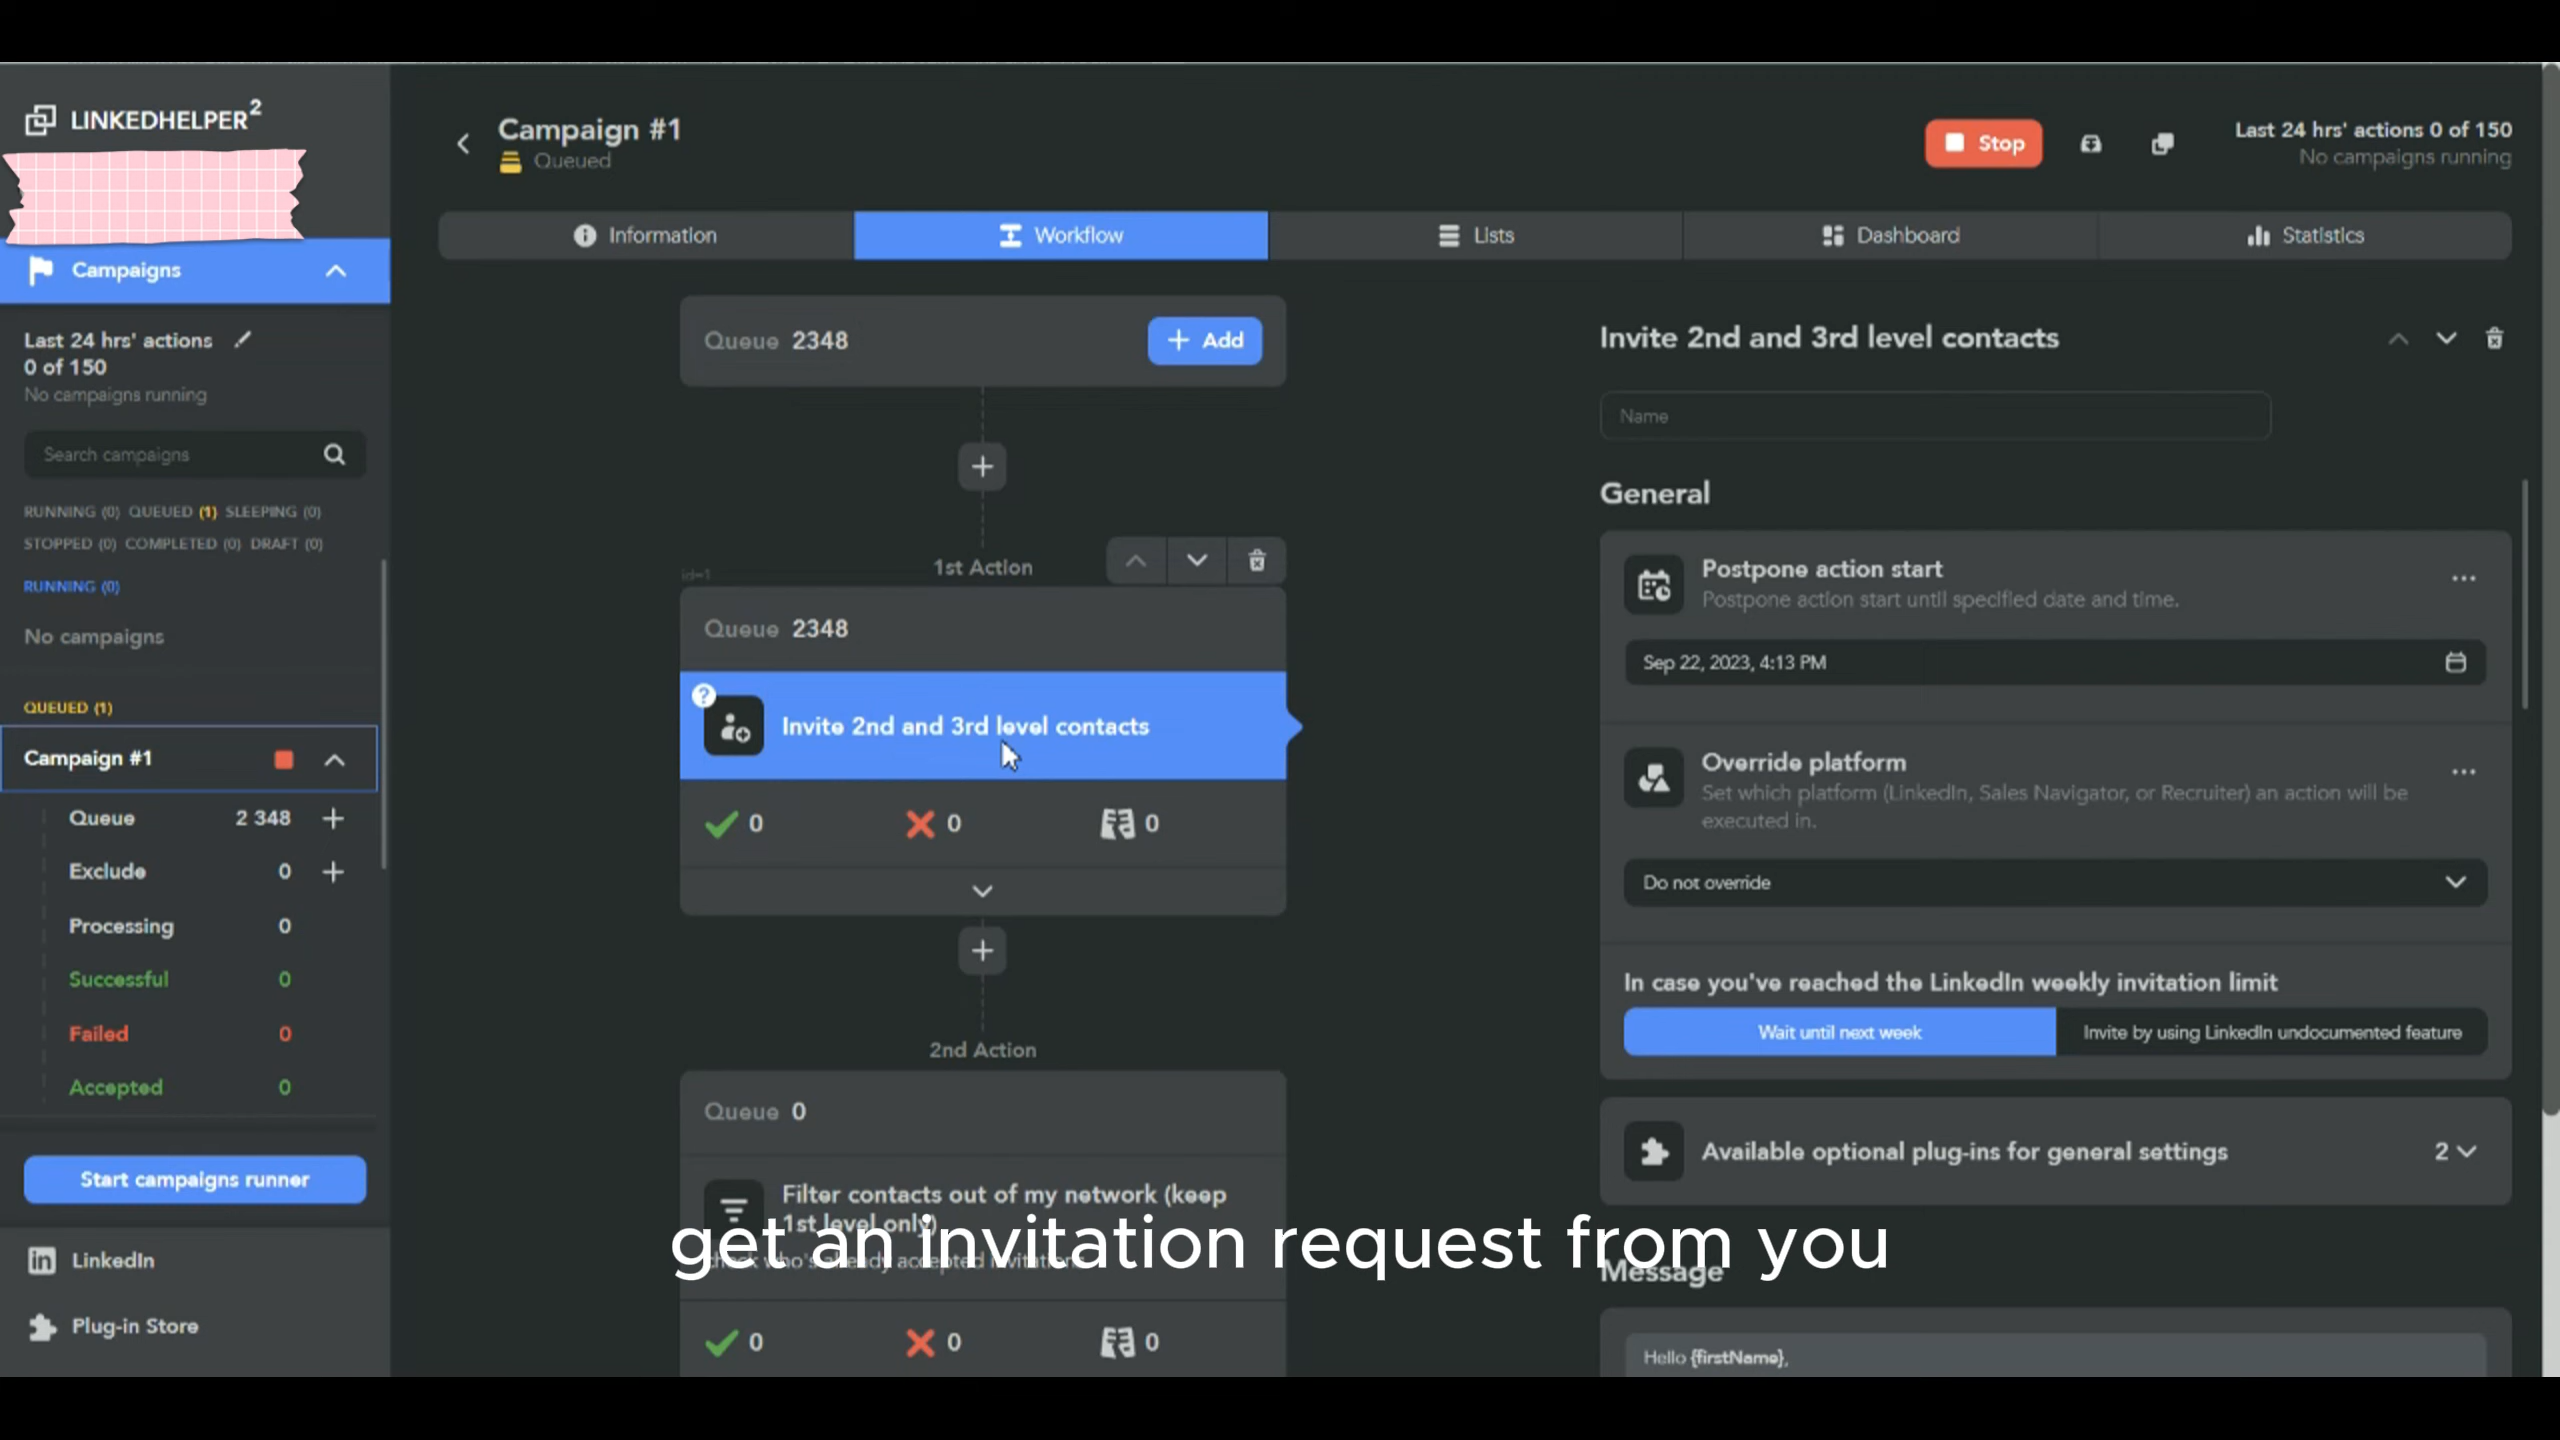 LINKEDHELPER2
Campaigns
Last 24 hrs' actions
0 of 150
No campaigns running
Search campaigns
RUNNING (0) QUEUED (1) SLEEPING (0)
STOPPED (0) COMPLETED (0) DRAFT (0)
RUNNING (0)
No campaigns
QUEUED (1)
Campaign #1
Queue 2 348 +
Exclude 0 +
Processing 0
Successful 0
Failed 0
Accepted 0
Start campaigns runner
LinkedIn
Plug-in Store
Campaign #1
Queued
Stop
Last 24 hrs' actions 0 of 150
No campaigns running
Information
Workflow
Lists
Dashboard
Statistics
Queue 2348
+ Add
+
id=1
1st Action
Queue 2348
?
Invite 2nd and 3rd level contacts
0 0 0
+
2nd Action
Queue 0
Filter contacts out of my network (keep
1st level only)
check who's already accepted invitations
0 0 0
Invite 2nd and 3rd level contacts
Name
General
Postpone action start
Postpone action start until specified date and time.
Sep 22, 2023, 4:13 PM
Override platform
Set which platform (LinkedIn, Sales Navigator, or Recruiter) an action will be
executed in.
Do not override
In case you've reached the LinkedIn weekly invitation limit
Wait until next week
Invite by using LinkedIn undocumented feature
Available optional plug-ins for general settings 2
Message
Hello {firstName},
get an invitation request from you